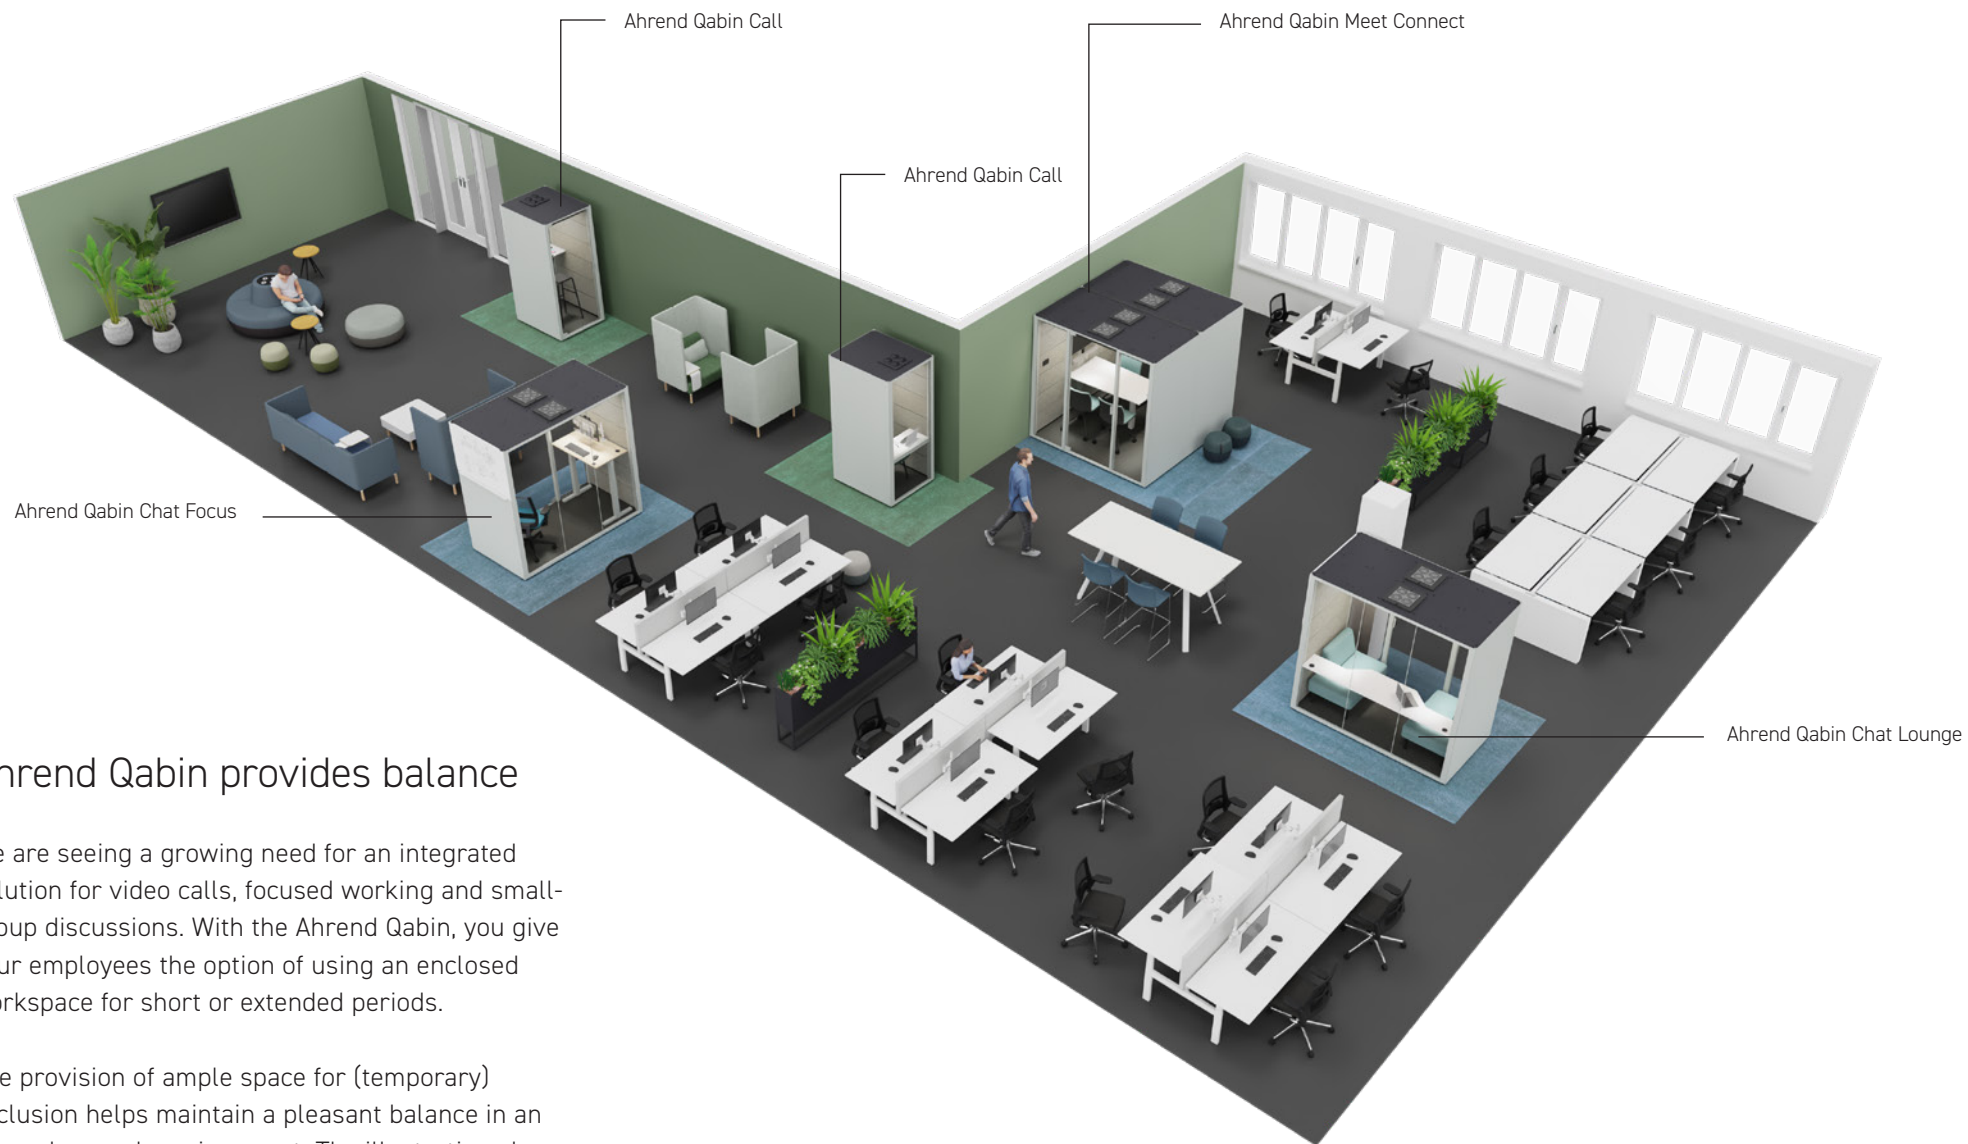 Ahrend Qabin Call
Ahrend Qabin Meet Connect
Ahrend Qabin Call
Ahrend Qabin Chat Focus
Ahrend Qabin Chat Lounge
hrend Qabin provides balance
e are seeing a growing need for an integrated
lution for video calls, focused working and small-
oup discussions. With the Ahrend Qabin, you give
ur employees the option of using an enclosed
orkspace for short or extended periods.
e provision of ample space for (temporary)
clusion helps maintain a pleasant balance in an